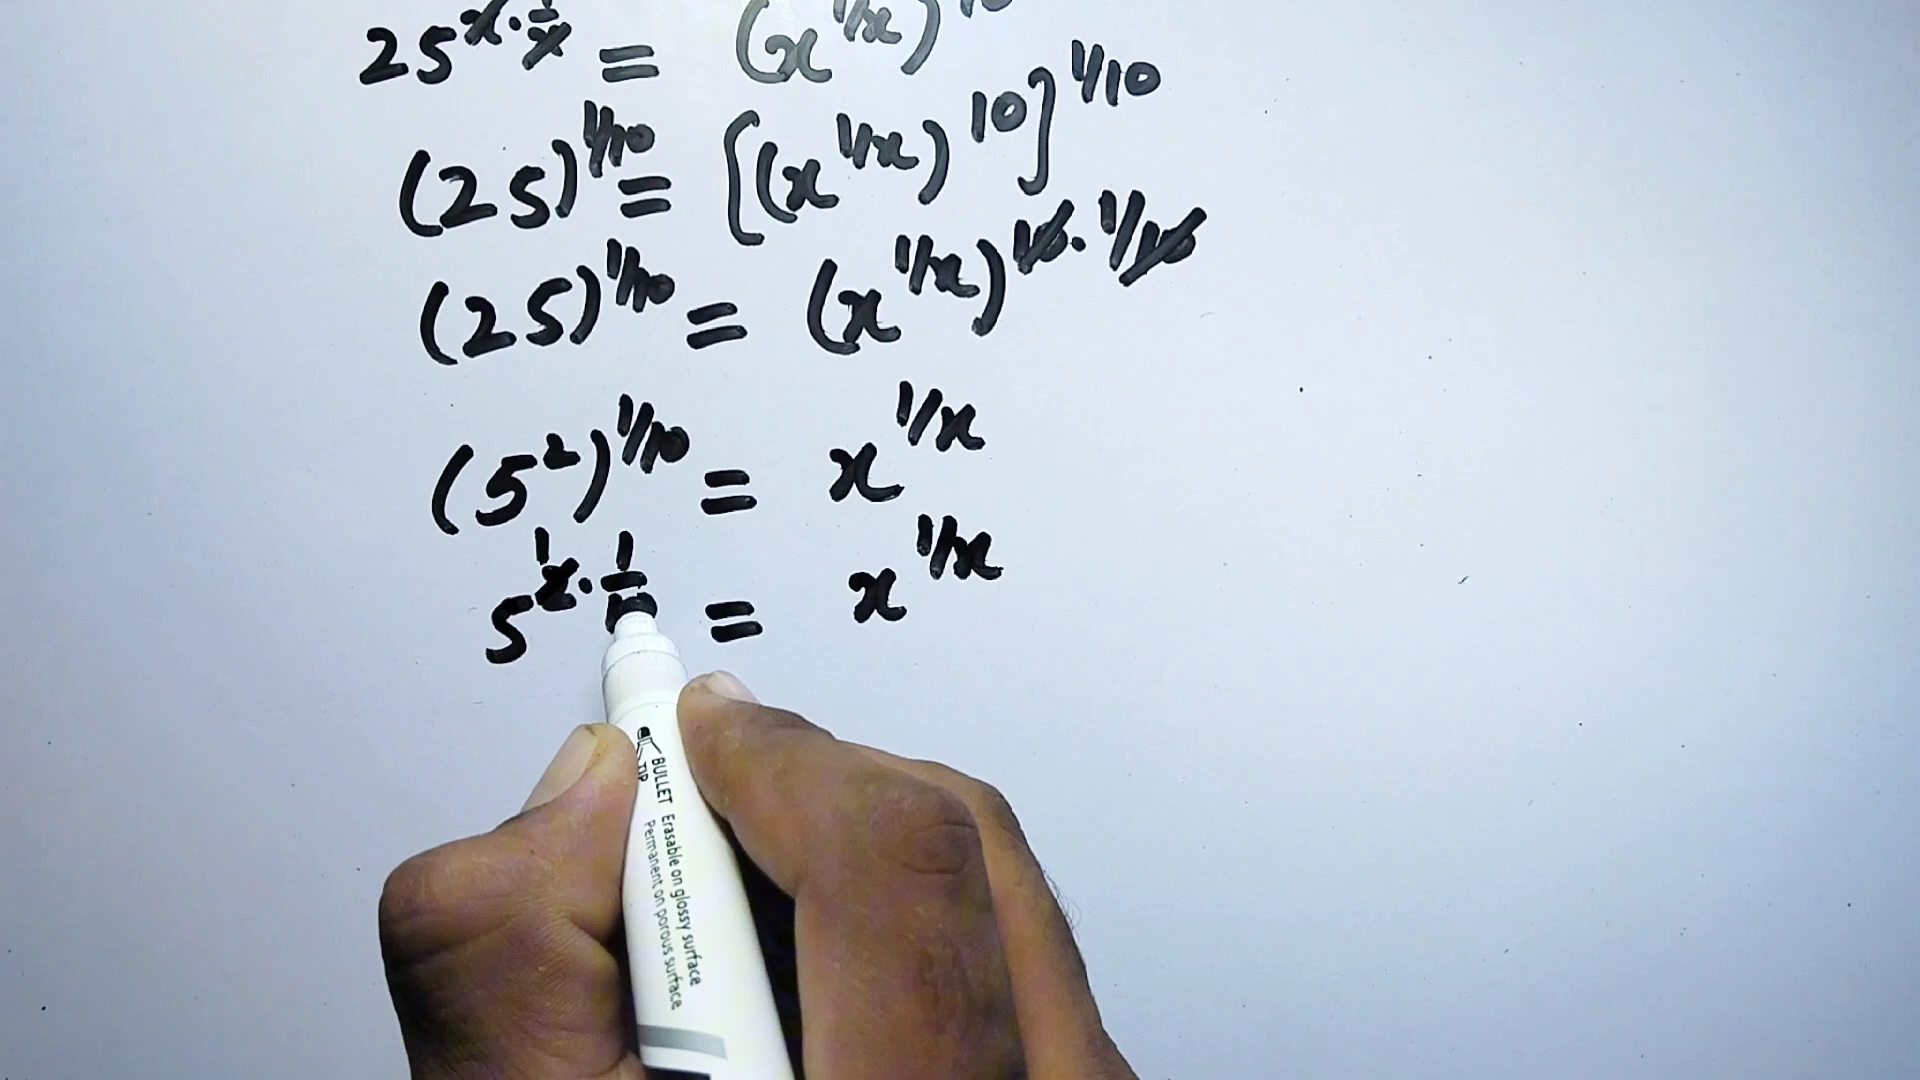 25^{x·1/x} = (x^{1/x})^{10}
(25)^{1/10} = [(x^{1/x})^{10}]^{1/10}
(25)^{1/10} = (x^{1/x})^{10·1/10}
(5^2)^{1/10} = x^{1/x}
5^{2·1/10} = x^{1/x}
1
BULLET TIP
Erasable on glossy surface
Permanent on porous surface